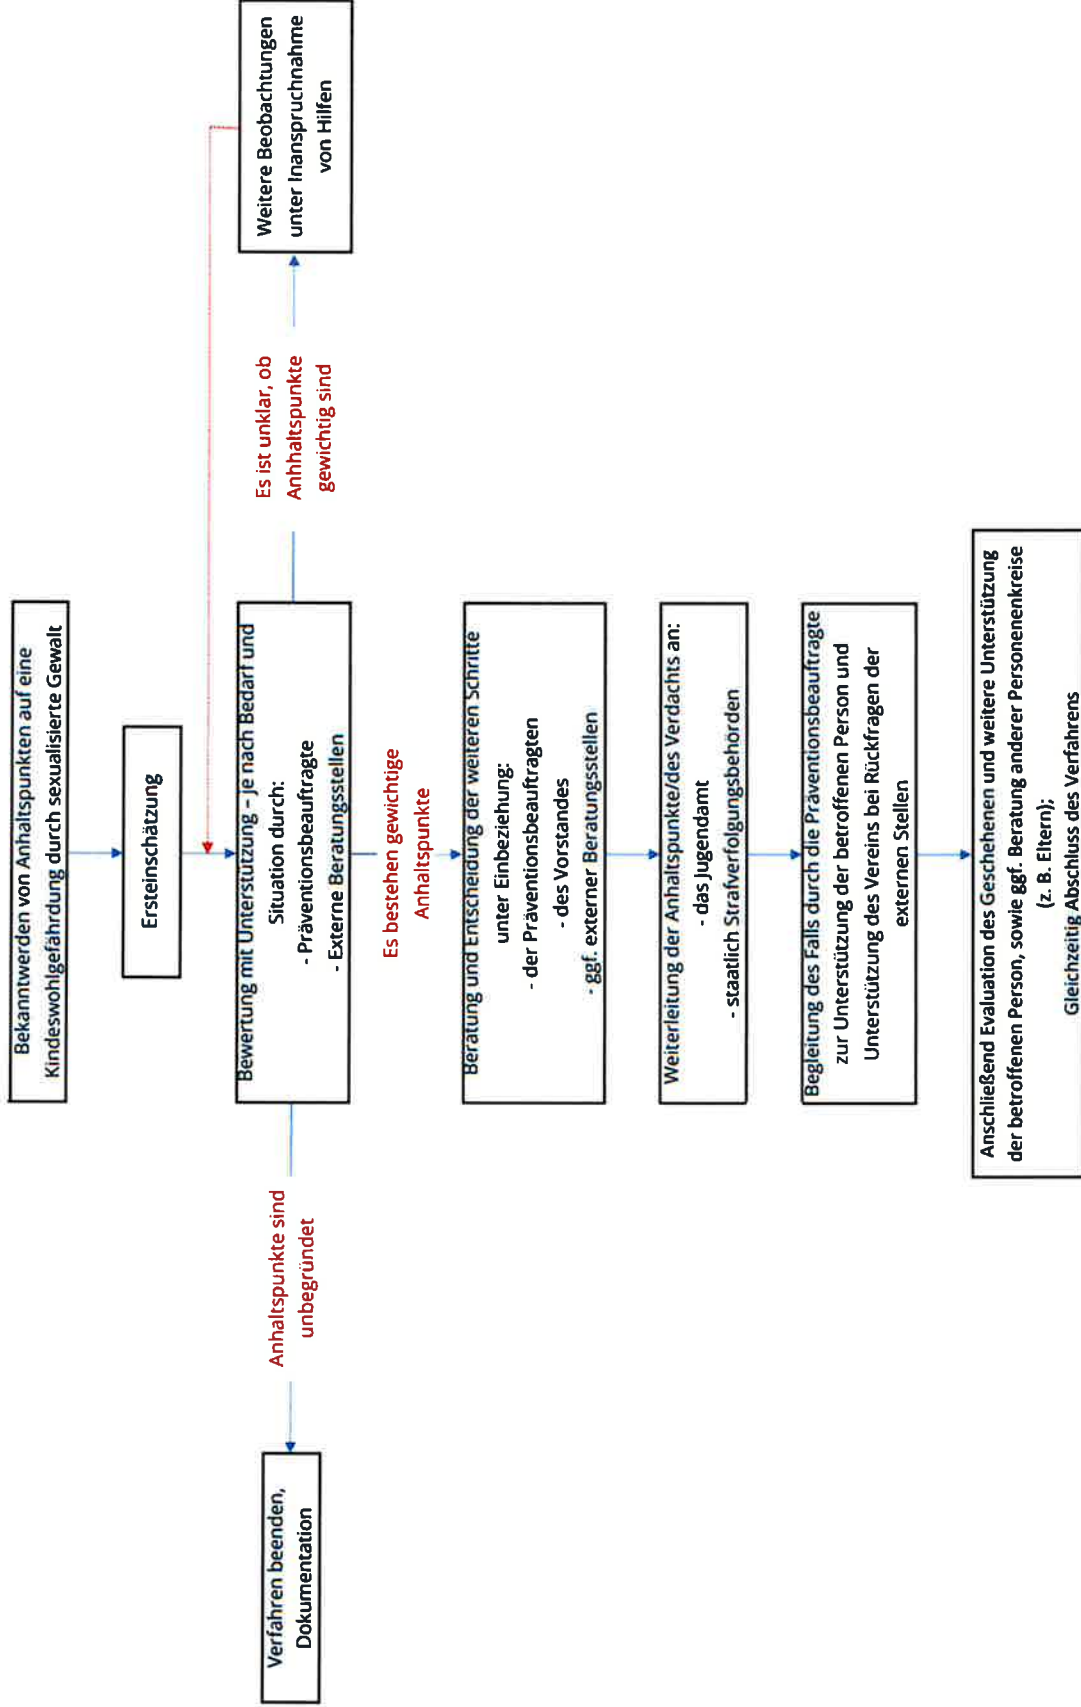 Bekanntwerden von Anhaltspunkten auf eine
Kindeswohlgefährdung durch sexualisierte Gewalt
Ersteinschätzung
Bewertung mit Unterstützung – je nach Bedarf und
Situation durch:
- Präventionsbeauftragte
- Externe Beratungsstellen
Anhaltspunkte sind
unbegründet
Verfahren beenden,
Dokumentation
Es ist unklar, ob
Anhhaltspunkte
gewichtig sind
Weitere Beobachtungen
unter Inanspruchnahme
von Hilfen
Es bestehen gewichtige
Anhaltspunkte
Beratung und Entscheidung der weiteren Schritte
unter Einbeziehung:
- der Präventionsbeauftragten
- des Vorstandes
- ggf. externer Beratungsstellen
Weiterleitung der Anhaltspunkte/des Verdachts an:
- das Jugendamt
- staatlich Strafverfolgungsbehörden
Begleitung des Falls durch die Präventionsbeauftragte
zur Unterstützung der betroffenen Person und
Unterstützung des Vereins bei Rückfragen der
externen Stellen
Anschließend Evaluation des Geschehenen und weitere Unterstützung
der betroffenen Person, sowie ggf. Beratung anderer Personenenkreise
(z. B. Eltern);
Gleichzeitig Abschluss des Verfahrens